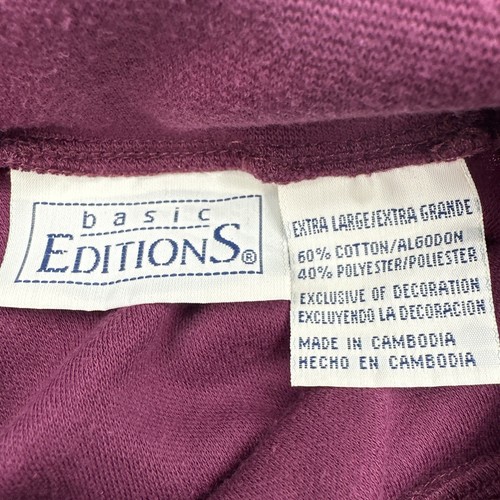 basic
EDITIONS®
EXTRA LARGE/EXTRA GRANDE
60% COTTON/ALGODON
40% POLYESTER/POLIESTER
EXCLUSIVE OF DECORATION
EXCLUYENDO LA DECORACION
MADE IN CAMBODIA
HECHO EN CAMBODIA